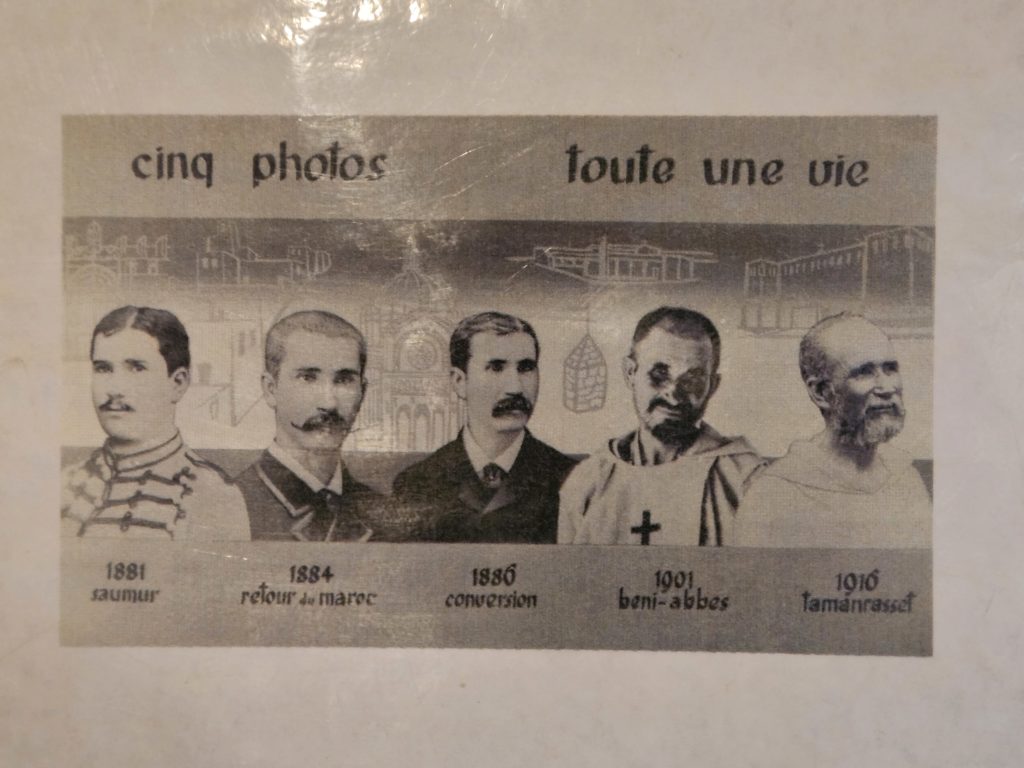 cinq photos toute une vie
1881 1884 1886 1901 1916
saumur retour du maroc conversion beni-abbes tamanrasset